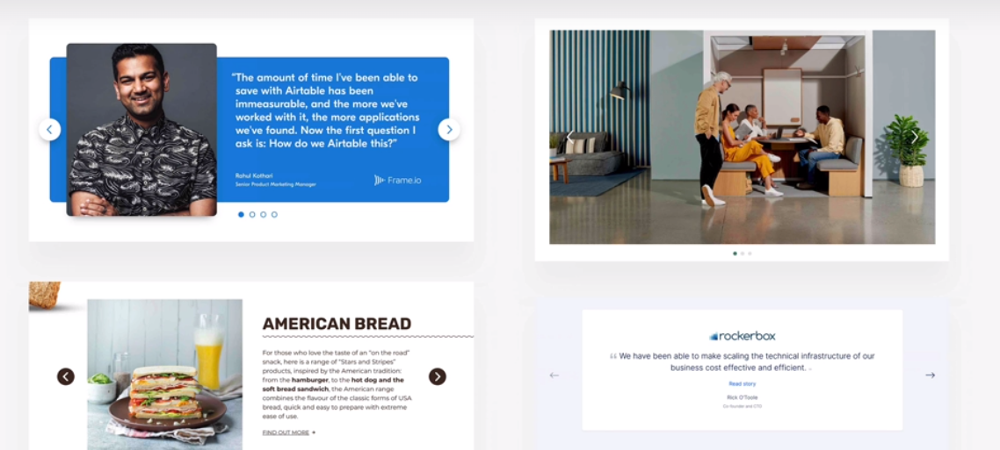 “The amount of time I’ve been able to
save with Airtable has been
immeasurable, and the more we’ve
worked with it, the more applications
we’ve found. Now the first question I
ask is: How do we Airtable this?”
Rahul Kothari
Senior Product Marketing Manager
Frame.io
AMERICAN BREAD
For those who love the taste of an “on the road”
snack, here is a range of “Stars and Stripes”
products, inspired by the American tradition:
from the hamburger, to the hot dog and the
soft bread sandwich, the American range
combines the flavour of the classic forms of USA
bread, quick and easy to prepare with extreme
ease of use.
FIND OUT MORE
rockerbox
“ We have been able to make scaling the technical infrastructure of our
business cost effective and efficient. ..
Read story
Rick O'Toole
Co-founder and CTO